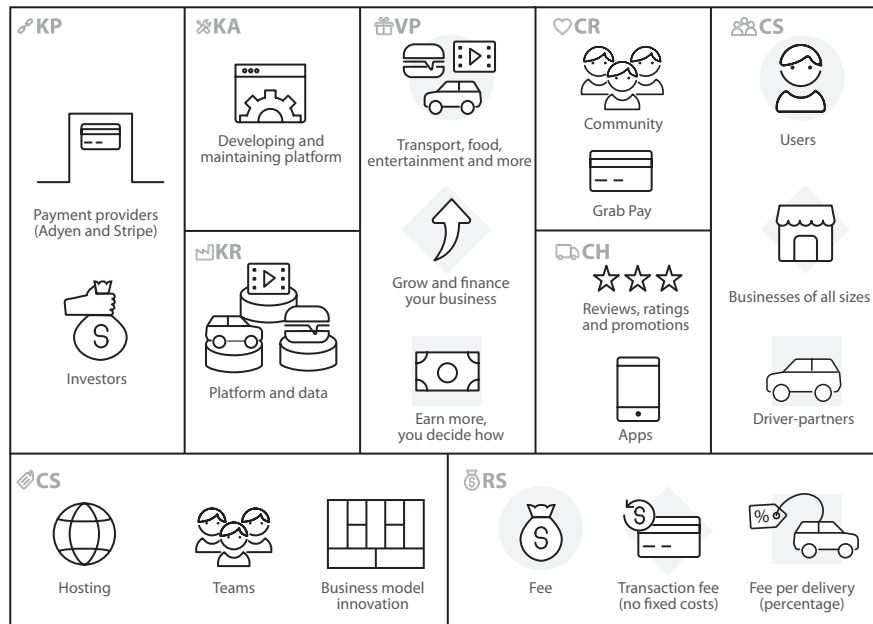 KP
Payment providers
(Adyen and Stripe)
Investors
KA
Developing and
maintaining platform
KR
Platform and data
VP
Transport, food,
entertainment and more
Grow and finance
your business
Earn more,
you decide how
CR
Community
Grab Pay
CH
Reviews, ratings
and promotions
Apps
CS
Users
Businesses of all sizes
Driver-partners
CS
Hosting
Teams
Business model
innovation
RS
S
Fee
S
Transaction fee
(no fixed costs)
%
Fee per delivery
(percentage)